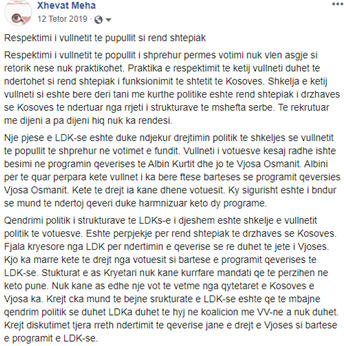 Xhevat Meha
12 Tetor 2019 ·
Respektimi i vullnetit te pupullit si shtet rend shtepiak
Respektimi i vullnetit te pupullit i shprehur permes votimi nuk vlen asgje si
retorik nese nuk praktikohet. Praktika e respektimit te ketij vullneti duhet te
ndertohet si rend shtepiak i funksionimit te shtetit te Kosoves. Shkelja e ketij
vullneti si eshte bere deri tani me kurthe politike eshte rend shtepiak i drzhaves
se Kosoves te ndertuar nga rrjeti i strukturave te mshefta serbe. Te rekrutuar
me dijeni a pa dijeni hiq nuk ka rendesi.
Nje pjese e LDK-se eshte duke ndjekur drejtimin politik te shkeljes se vullnetit
te popullit te shprehur ne votimet e fundit. Vullneti i votuesve kesaj radhe ishte
besimi ne programin qeverises te Albin Kurtit dhe jo te Vjosa Osmanit. Albini
per te quar perpara kete vullnet i ka bere ftese barteses se programit qeversies
Vjosa Osmanit. Kete te drejt ia kane dhene votuesit. Ky sigurisht eshte i bndur
se mund te ndertoj qeveri duke harmnizuar keto dy programe.
Qendrimi politik i strukturave te LDKs-e i djeshem eshte shkelje e vullnetit
politik te votuesve. Eshte perpjekje per rend shtepiak te drzhaves se Kosoves.
Fjala kryesore nga LDK per ndertimin e qeverise se re duhet te jete i Vjoses.
Kjo ka marre kete te drejt nga votuesit si bartese e programit qeverises te
LDK-se. Stukturat e as Kryetari nuk kane kurrfare mandati qe te perzihen ne
keto pune. Nuk kane as edhe nje vot te vetme nga qytetaret e Kosoves e
Vjosa ka. Krejt cka mund te bejne srukturate e LDK-se eshte qe te mbajne
qendrim politik se duhet LDKa duhet te hyj ne koalicion me VV-ne a nuk duhet.
Krejt diskutimet tjera rreth ndertimit te qeverise jane e drejt e Vjoses si bartese
e programit e LDK-se.